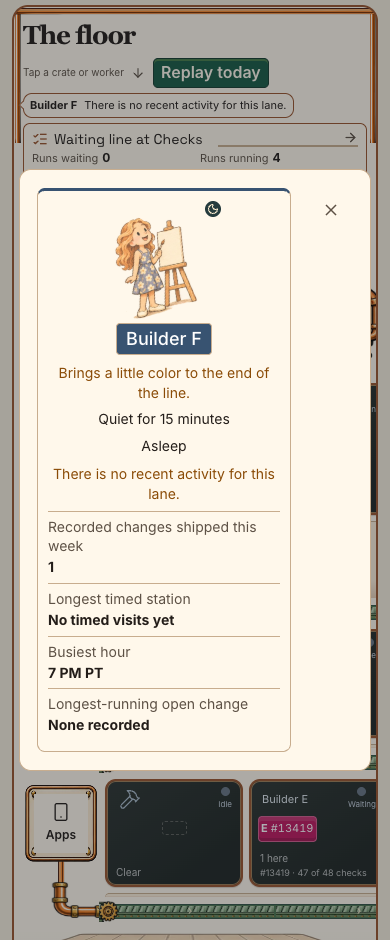 The floor
Tap a crate or worker ↓ Replay today
Builder F There is no recent activity for this lane.
Waiting line at Checks →
Runs waiting 0 Runs running 4
Builder F
Brings a little color to the end of
the line.
Quiet for 15 minutes
Asleep
There is no recent activity for this
lane.
Recorded changes shipped this
week
1
Longest timed station
No timed visits yet
Busiest hour
7 PM PT
Longest-running open change
None recorded
Apps
Idle
Clear
Builder E
Waiting
E #13419
1 here
#13419 · 47 of 48 checks